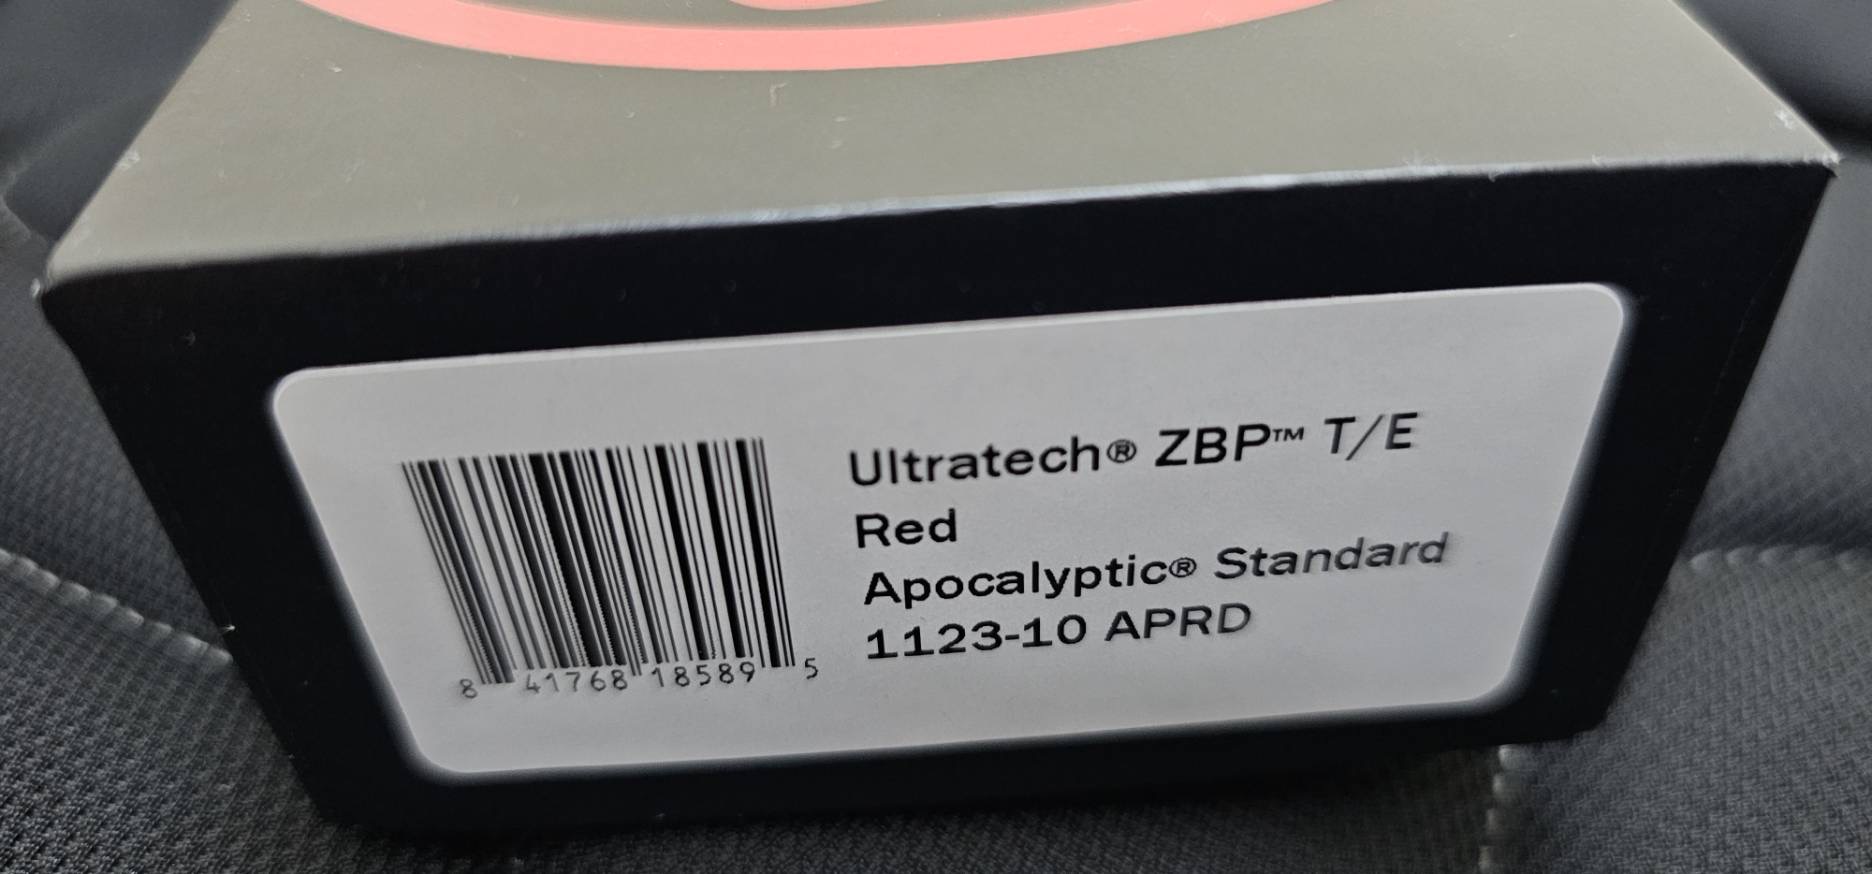 Ultratech® ZBP™ T/E
Red
Apocalyptic® Standard
1123-10 APRD
8 41768 18589 5